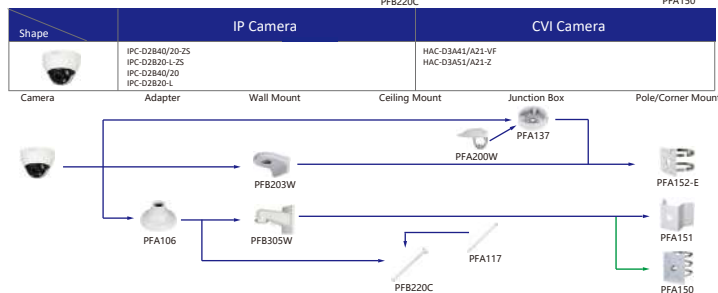 PFB220C PFA150
Shape IP Camera CVI Camera
IPC-D2B40/20-ZS HAC-D3A41/A21-VF
IPC-D2B20-L-ZS HAC-D3A51/A21-Z
IPC-D2B40/20
IPC-D2B20-L
Camera Adapter Wall Mount Ceiling Mount Junction Box Pole/Corner Mount
PFA137
PFA200W
PFB203W PFA152-E
PFA106 PFB305W PFA151
PFA117
PFB220C PFA150